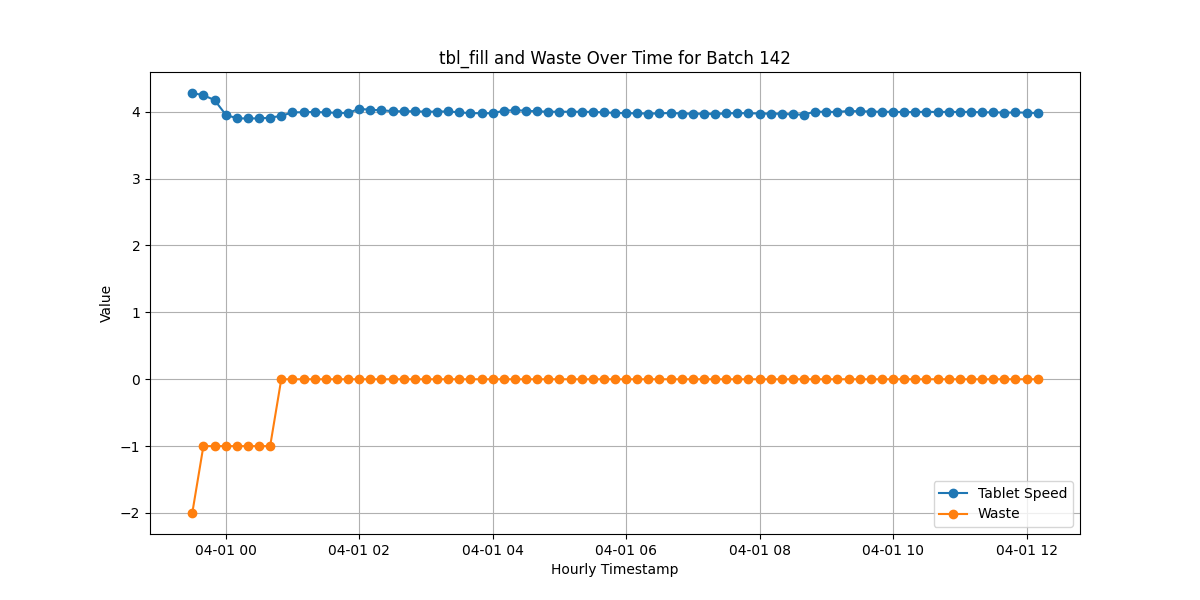 tbl_fill and Waste Over Time for Batch 142
Value
4
3
2
1
0
−1
−2
Tablet Speed
Waste
04-01 00
04-01 02
04-01 04
04-01 06
04-01 08
04-01 10
04-01 12
Hourly Timestamp